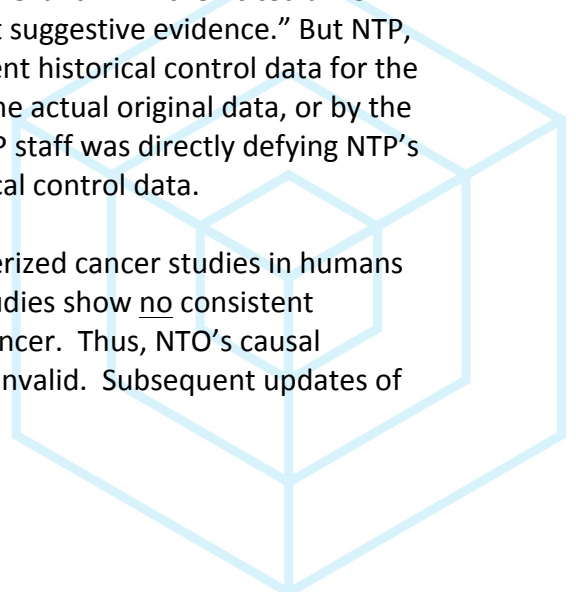 t suggestive evidence.” But NTP,
ent historical control data for the
ne actual original data, or by the
P staff was directly defying NTP’s
cal control data.
erized cancer studies in humans
udies show no consistent
ncer. Thus, NTO’s causal
nvalid. Subsequent updates of